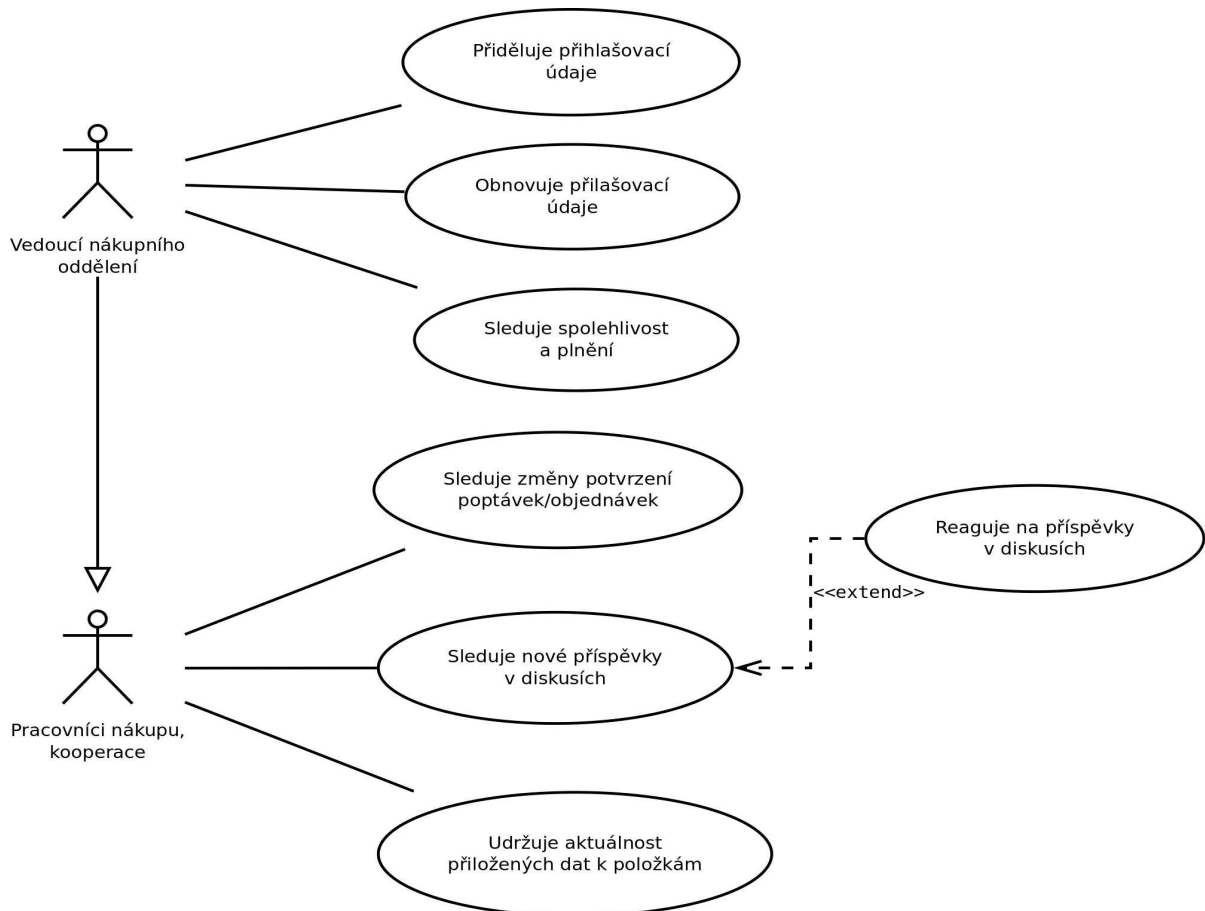 Přiděluje přihlašovací
údaje
Obnovuje přilašovací
údaje
Vedoucí nákupního
oddělení
Sleduje spolehlivost
a plnění
Sleduje změny potvrzení
poptávek/objednávek
Reaguje na příspěvky
v diskusích
<<extend>>
Sleduje nové příspěvky
v diskusích
Pracovníci nákupu,
kooperace
Udržuje aktuálnost
přiložených dat k položkám